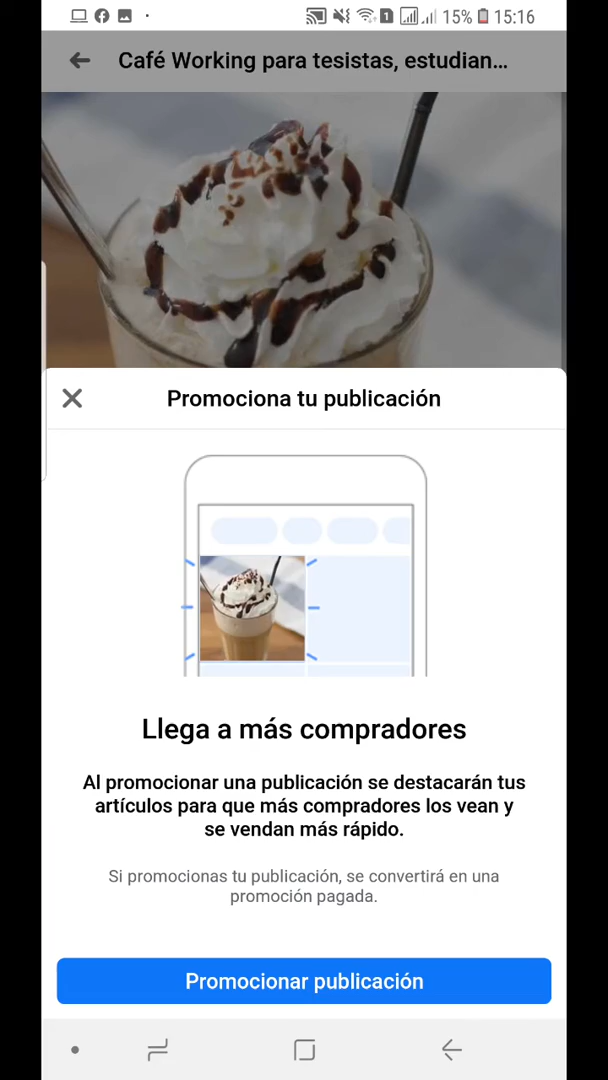 1 15% 15:16
Café Working para tesistas, estudian...
Promociona tu publicación
Llega a más compradores
Al promocionar una publicación se destacarán tus
artículos para que más compradores los vean y
se vendan más rápido.
Si promocionas tu publicación, se convertirá en una
promoción pagada.
Promocionar publicación